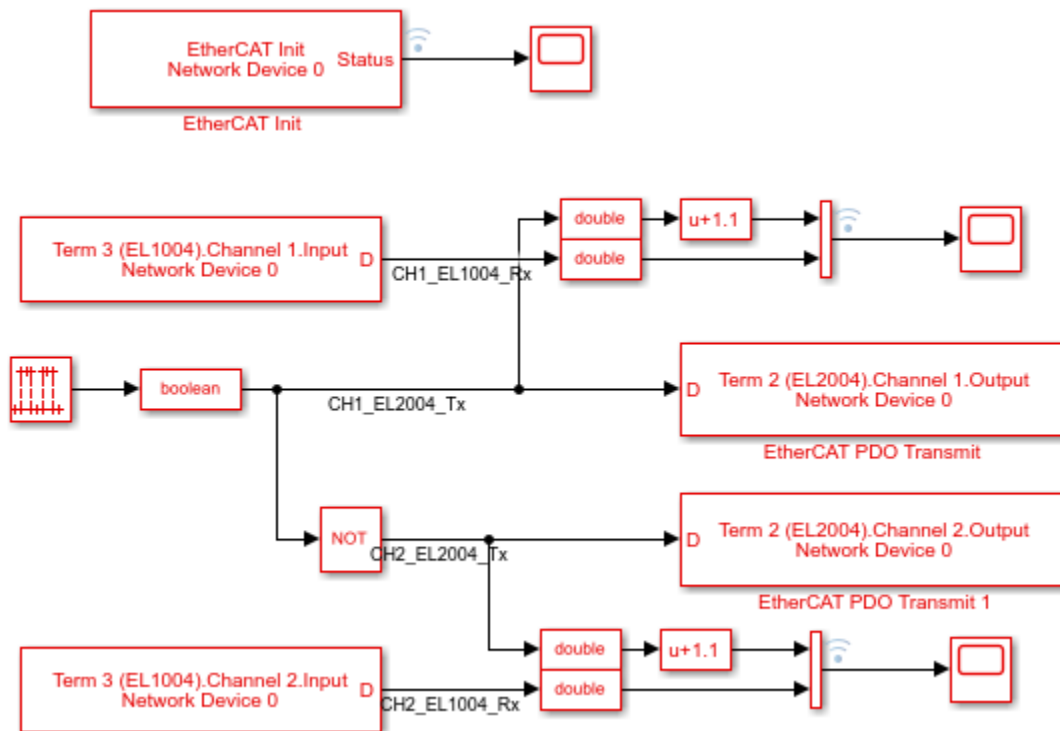 EtherCAT Init
Network Device 0
Status
EtherCAT Init
Term 3 (EL1004).Channel 1.Input
Network Device 0
D
CH1_EL1004_Rx
double
double
u+1.1
boolean
CH1_EL2004_Tx
D
Term 2 (EL2004).Channel 1.Output
Network Device 0
EtherCAT PDO Transmit
NOT
CH2_EL2004_Tx
D
Term 2 (EL2004).Channel 2.Output
Network Device 0
EtherCAT PDO Transmit 1
Term 3 (EL1004).Channel 2.Input
Network Device 0
D
CH2_EL1004_Rx
double
double
u+1.1